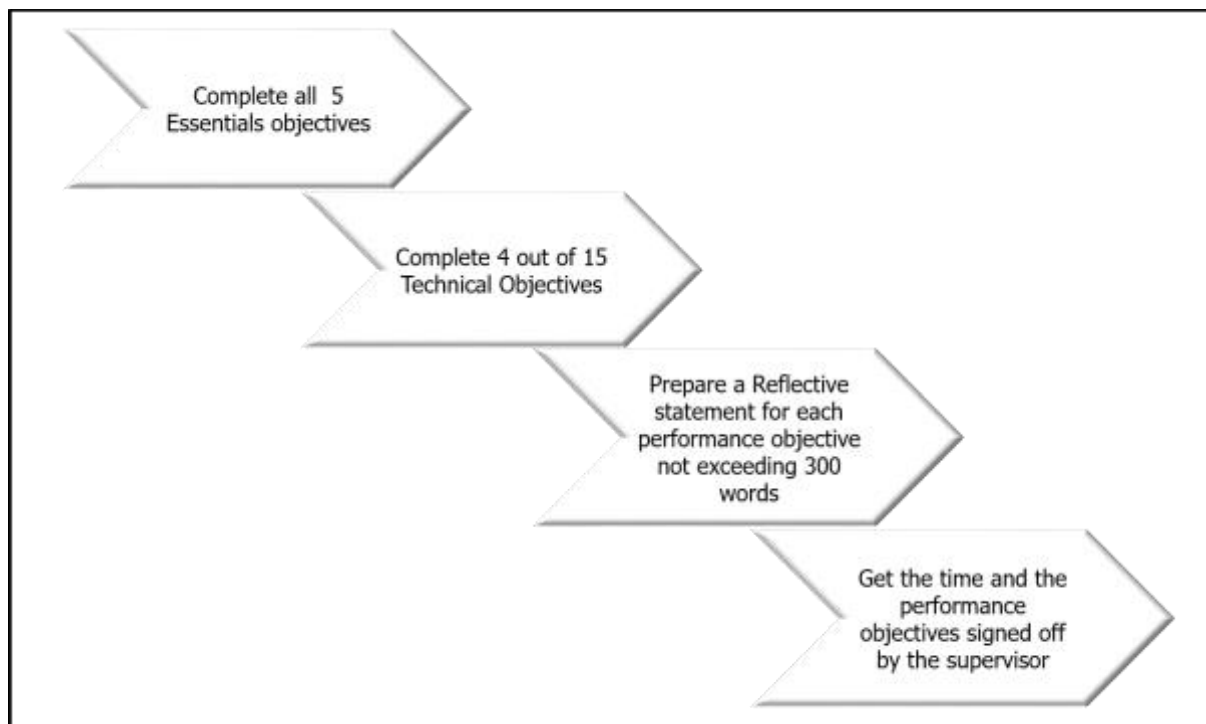 Complete all  5
Essentials objectives
Complete 4 out of 15
Technical Objectives
Prepare a Reflective
statement for each
performance objective
not exceeding 300
words
Get the time and the
performance
objectives signed off
by the supervisor